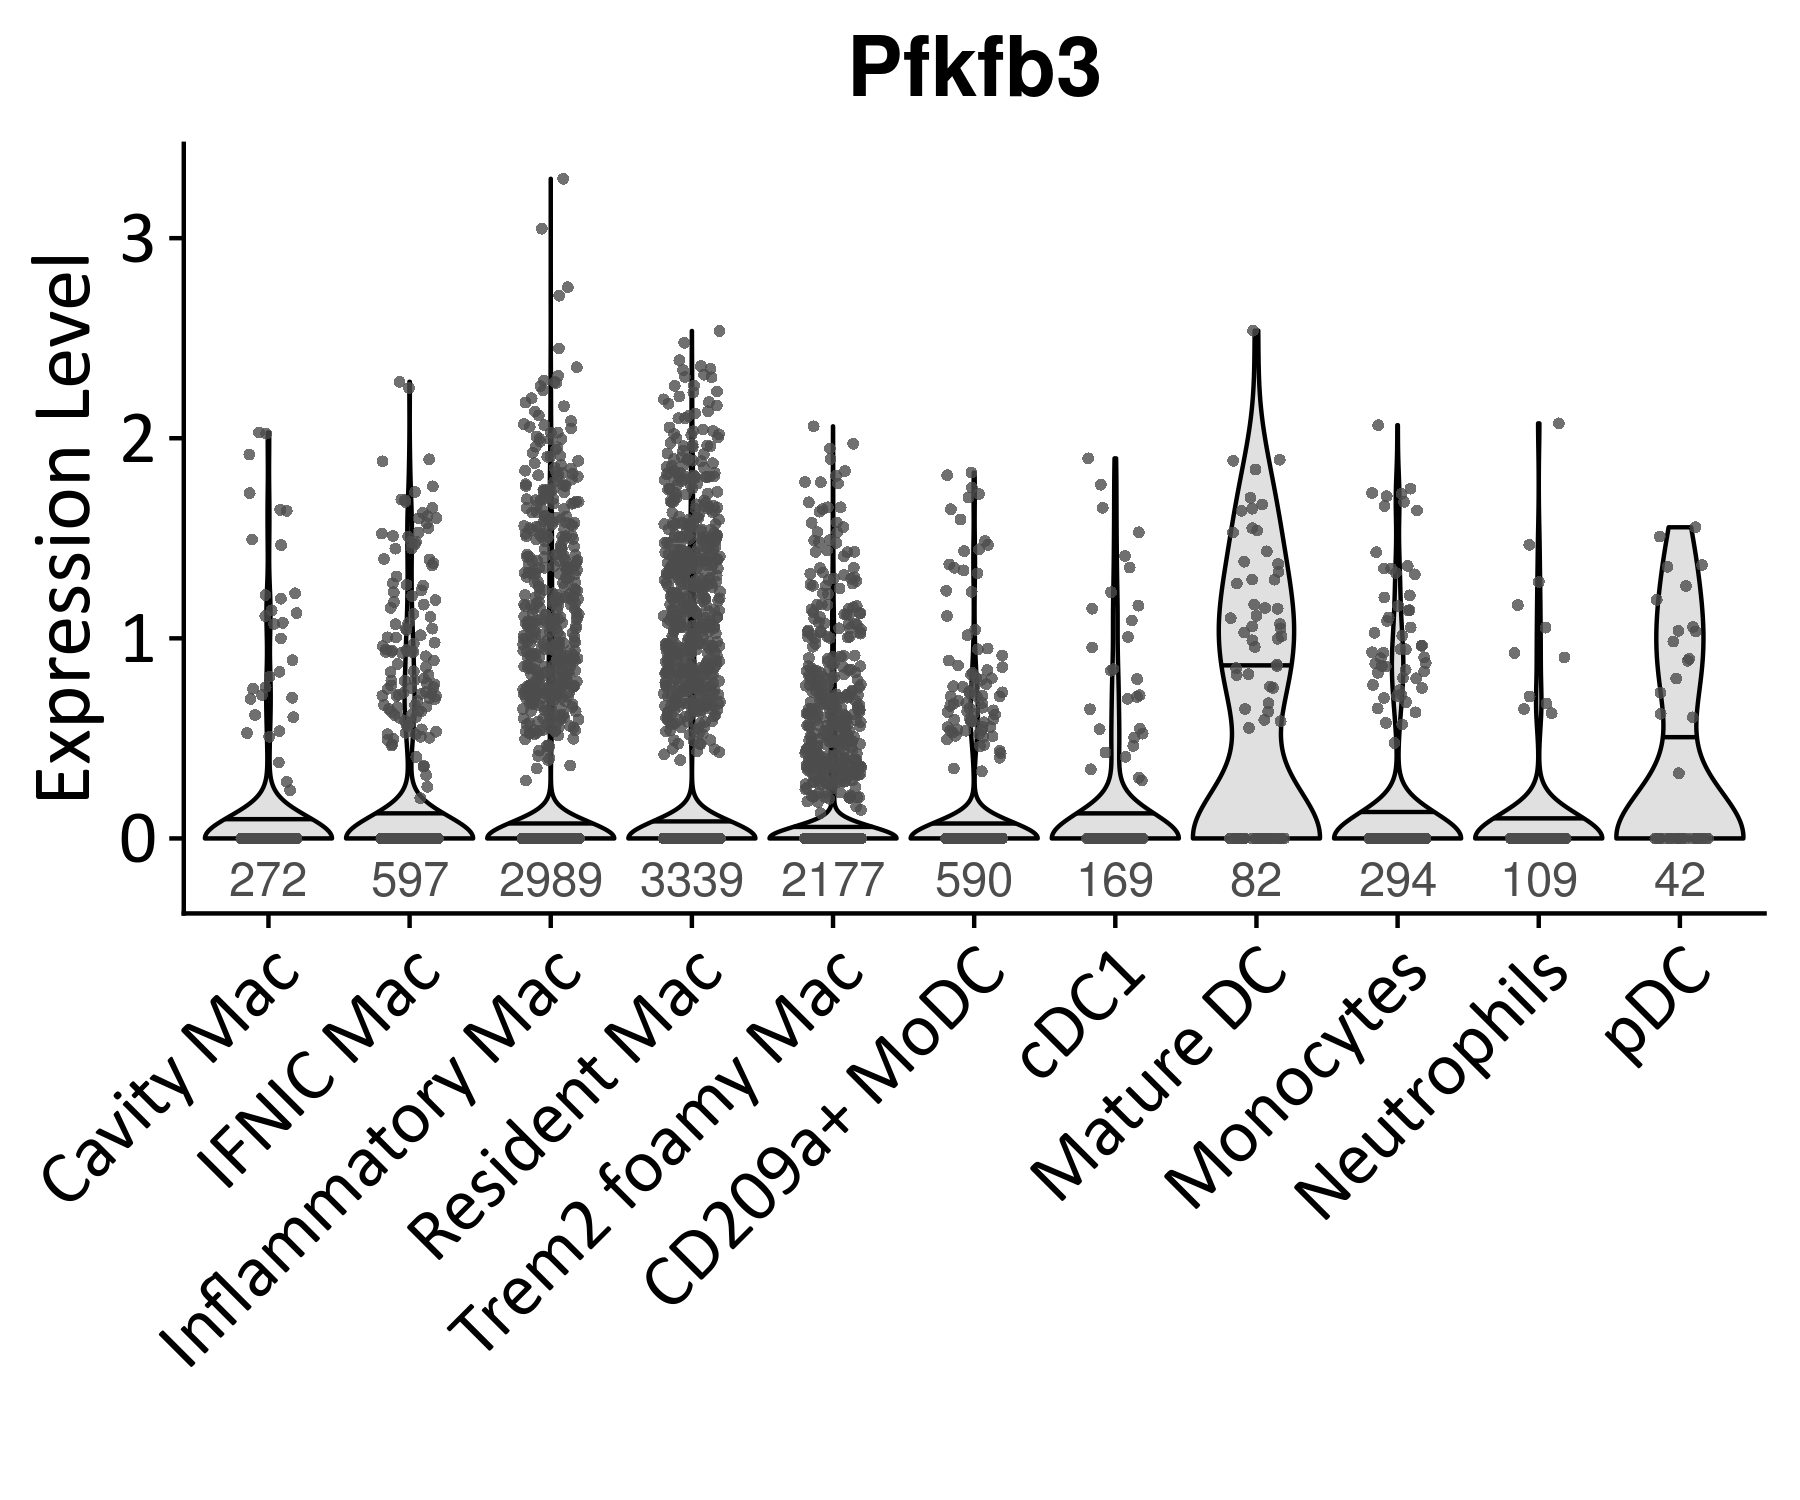 Pfkfb3
Expression Level
3
2
1
0
272 597 2989 3339 2177 590 169 82 294 109 42
Cavity Mac
IFNIC Mac
Inflammatory Mac
Resident Mac
Trem2 foamy Mac
CD209a+ MoDC
cDC1
Mature DC
Monocytes
Neutrophils
pDC